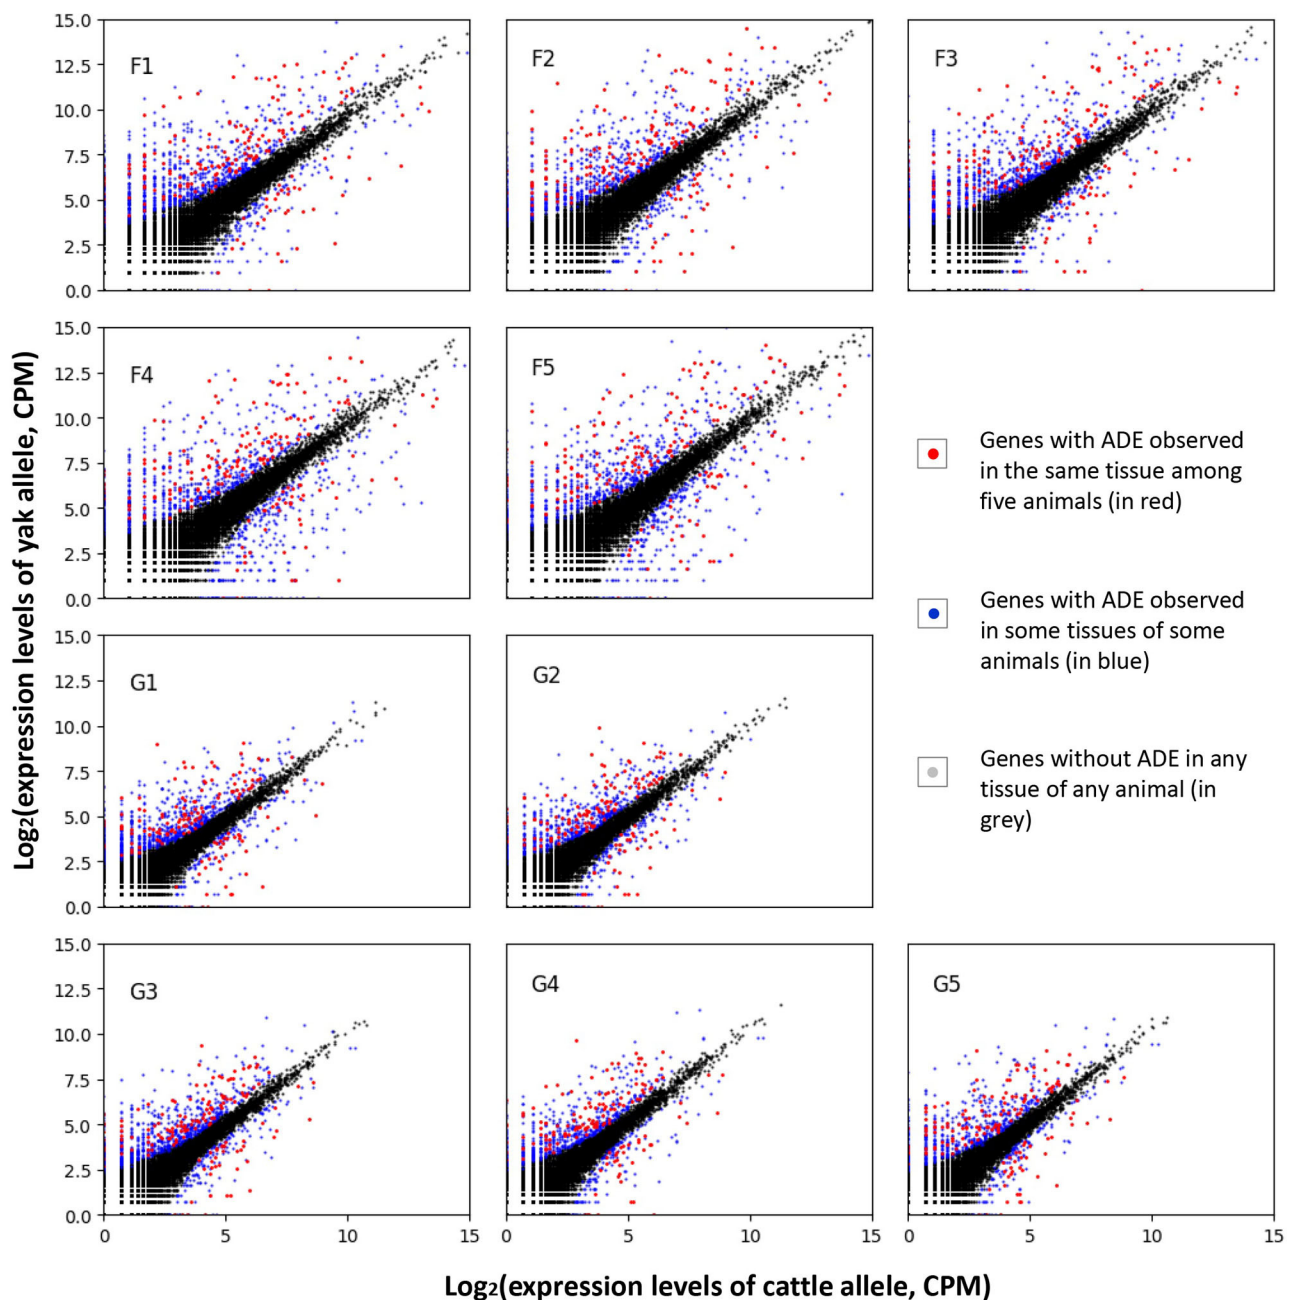 15.0
12.5
10.0
7.5
5.0
2.5
0.0
F1
F2
F3
15.0
12.5
10.0
7.5
5.0
2.5
0.0
F4
F5
Genes with ADE observed
in the same tissue among
five animals (in red)
Genes with ADE observed
in some tissues of some
animals (in blue)
Genes without ADE in any
tissue of any animal (in
grey)
Log2(expression levels of yak allele, CPM)
15.0
12.5
10.0
7.5
5.0
2.5
0.0
G1
G2
15.0
12.5
10.0
7.5
5.0
2.5
0.0
G3
G4
G5
0 5 10 15
0 5 10 15
0 5 10 15
Log2(expression levels of cattle allele, CPM)